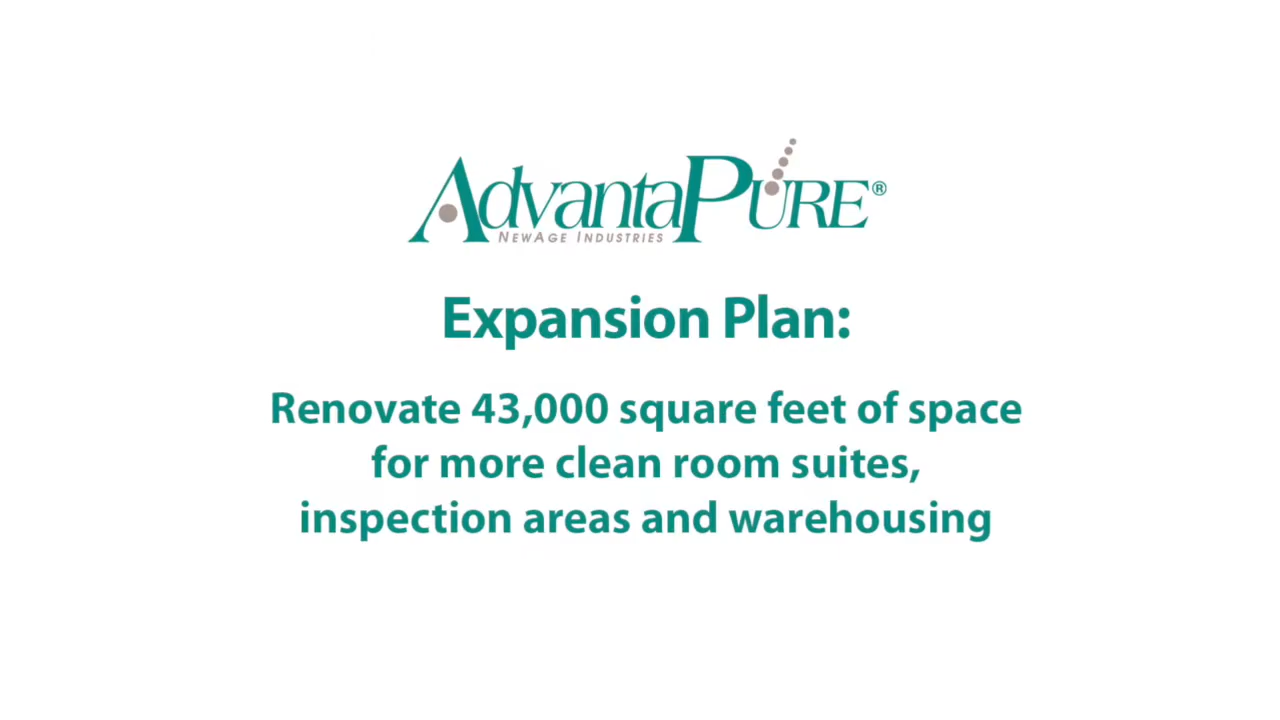 AdvantaPure®
NewAge Industries
Expansion Plan:
Renovate 43,000 square feet of space
for more clean room suites,
inspection areas and warehousing